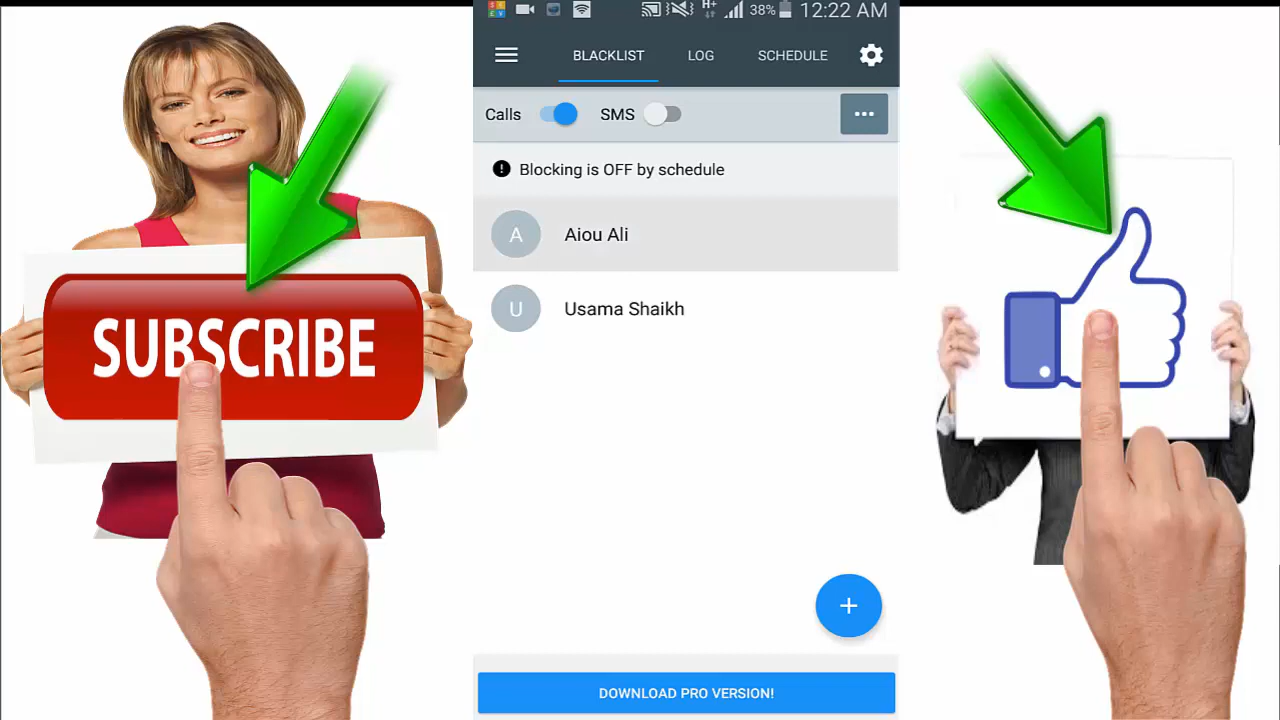 38% 12:22 AM
BLACKLIST LOG SCHEDULE
Calls SMS
Blocking is OFF by schedule
A Aiou Ali
U Usama Shaikh
SUBSCRIBE
+
DOWNLOAD PRO VERSION!